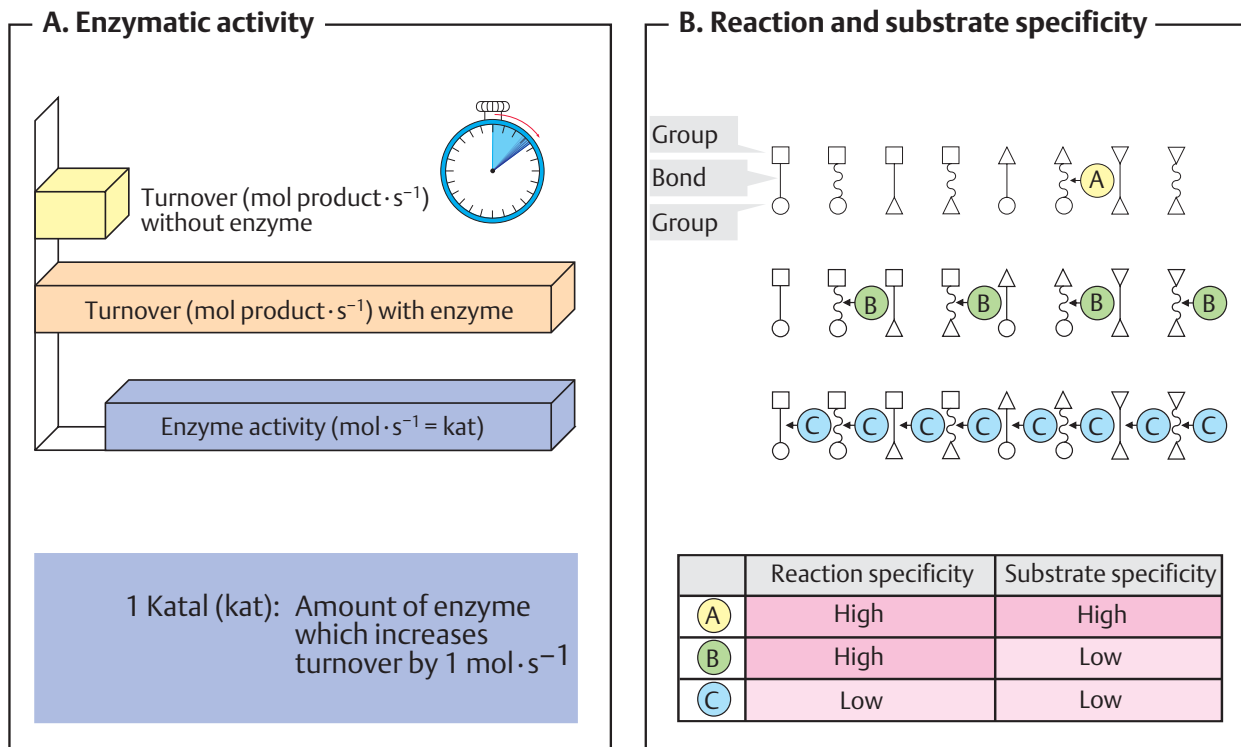 A. Enzymatic activity
Turnover (mol product · s⁻¹)
without enzyme
Turnover (mol product · s⁻¹) with enzyme
Enzyme activity (mol · s⁻¹ = kat)
1 Katal (kat): Amount of enzyme
which increases
turnover by 1 mol · s⁻¹
B. Reaction and substrate specificity
Group
Bond
Group
A
B B B B
C C C C C C C C
Reaction specificity Substrate specificity
A High High
B High Low
C Low Low